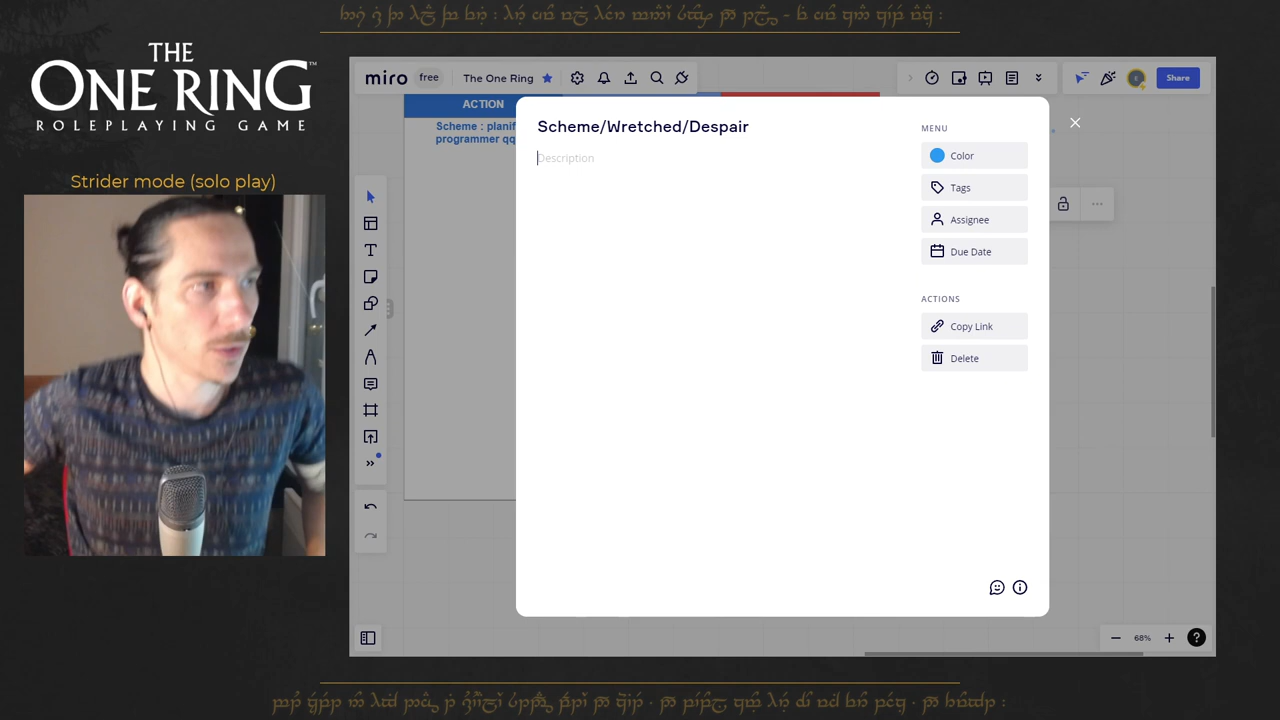 THE
ONE RING™
ROLEPLAYING GAME
Strider mode (solo play)
miro free The One Ring
Share
ACTION
Scheme : planif
programmer qq
Scheme/Wretched/Despair
Description
MENU
Color
Tags
Assignee
Due Date
ACTIONS
Copy Link
Delete
68%